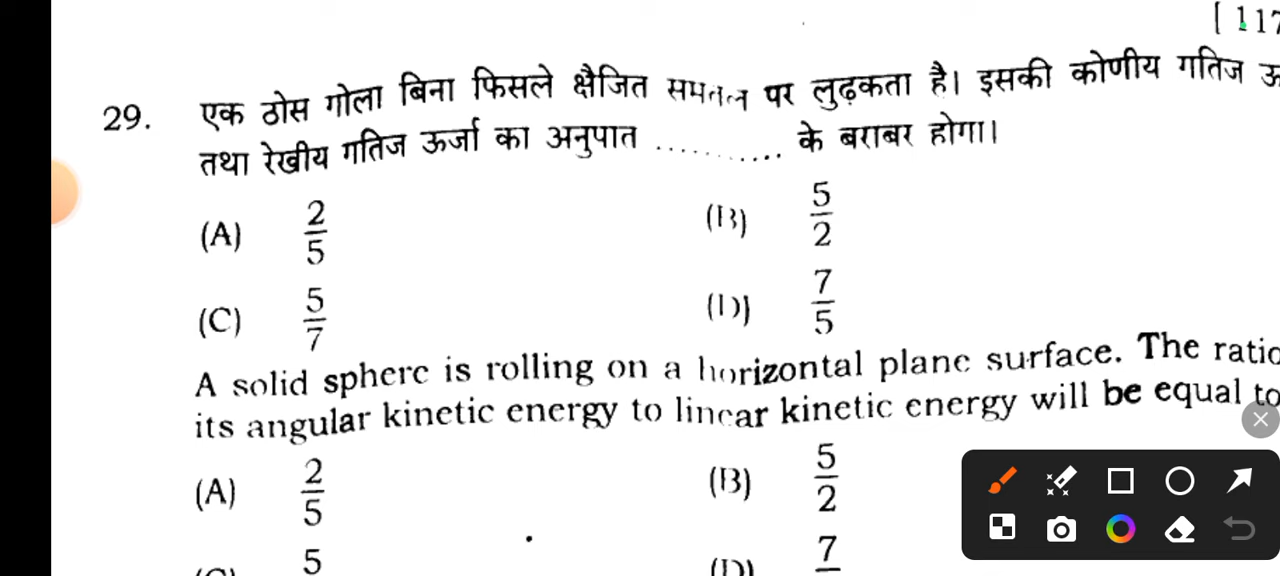 [ 117
29. एक ठोस गोला बिना फिसले क्षैजित समतल पर लुढ़कता है। इसकी कोणीय गतिज ऊ
तथा रेखीय गतिज ऊर्जा का अनुपात ........... के बराबर होगा।
(A) 2/5 (B) 5/2
(C) 5/7 (D) 7/5
A solid sphere is rolling on a horizontal plane surface. The ratio
its angular kinetic energy to linear kinetic energy will be equal to
(A) 2/5 (B) 5/2
(C) 5 (D) 7